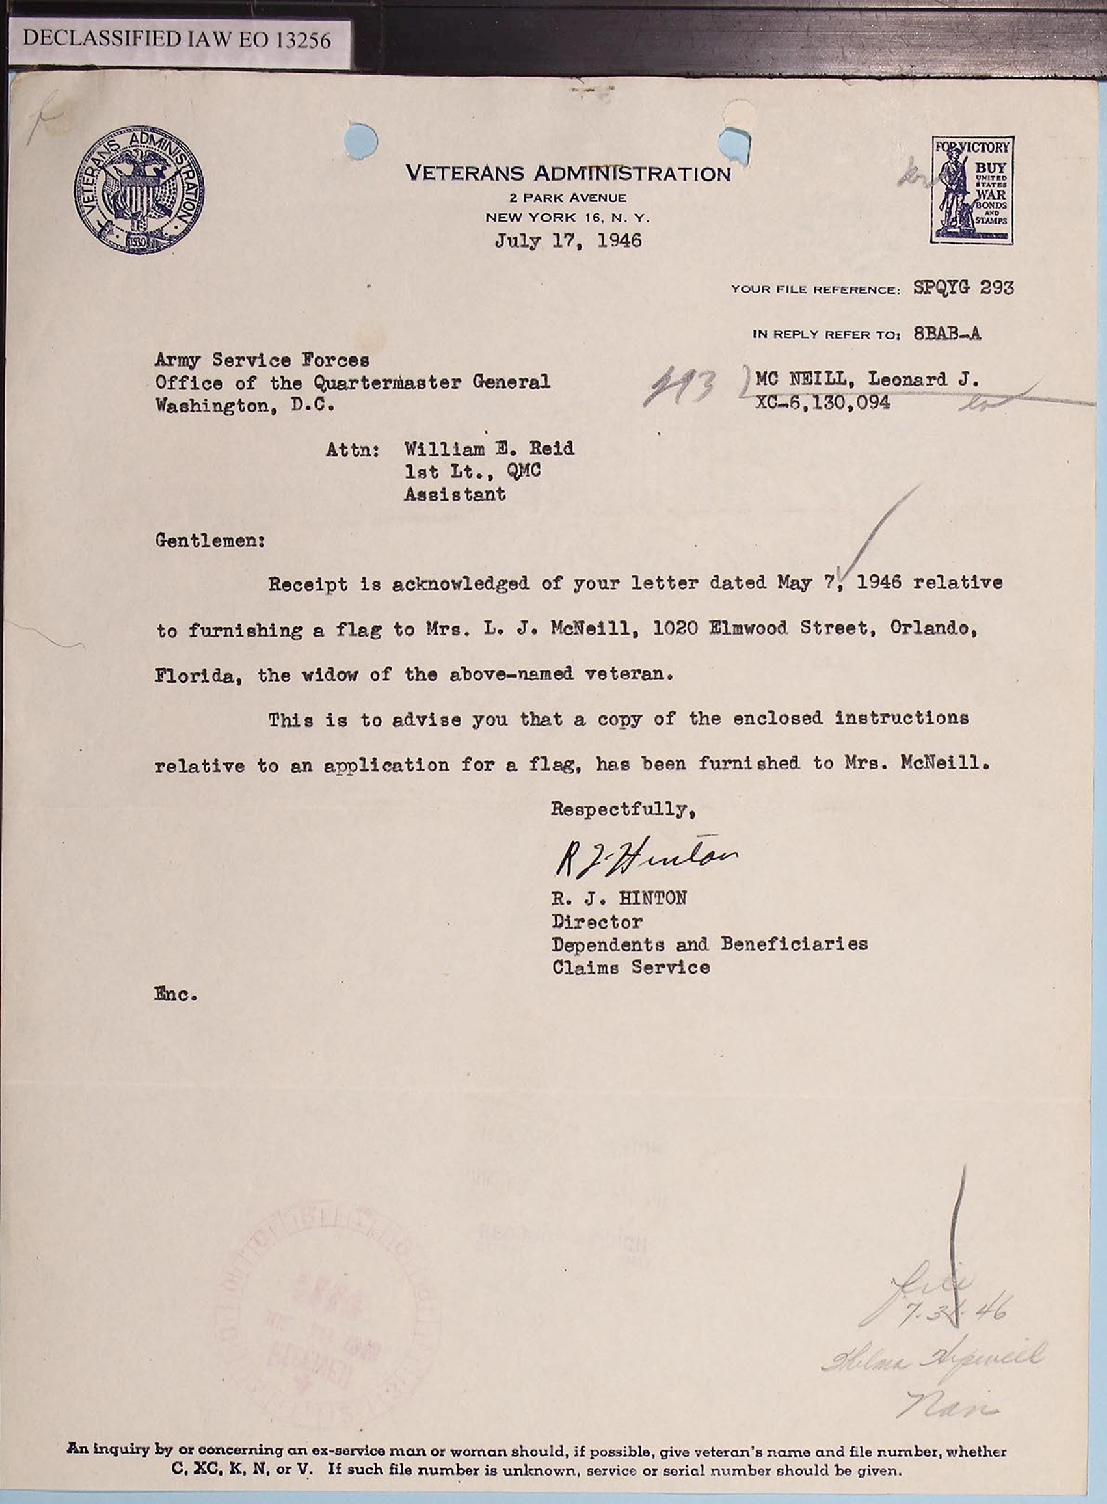 DECLASSIFIED IAW EO 13256
VETERANS ADMINISTRATION
1930
VETERANS ADMINISTRATION
2 PARK AVENUE
NEW YORK 16, N. Y.
July 17, 1946
FOR VICTORY
BUY
UNITED
STATES
WAR
BONDS
AND
STAMPS
YOUR FILE REFERENCE: SPQYG 293
IN REPLY REFER TO: 8BAB-A
Army Service Forces
Office of the Quartermaster General
Washington, D.C.
293
MC NEILL, Leonard J.
XC-6,130,094
Attn: William E. Reid
1st Lt., QMC
Assistant
Gentlemen:
Receipt is acknowledged of your letter dated May 7, 1946 relative
to furnishing a flag to Mrs. L. J. McNeill, 1020 Elmwood Street, Orlando,
Florida, the widow of the above-named veteran.
This is to advise you that a copy of the enclosed instructions
relative to an application for a flag, has been furnished to Mrs. McNeill.
Respectfully,
R J Hinton
R. J. HINTON
Director
Dependents and Beneficiaries
Claims Service
Enc.
file
46
Thelma
Nan
An inquiry by or concerning an ex-service man or woman should, if possible, give veteran's name and file number, whether
C, XC, K, N, or V. If such file number is unknown, service or serial number should be given.